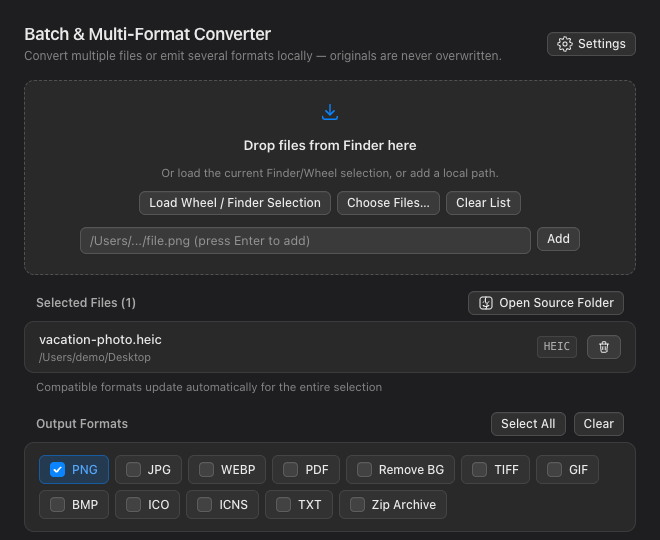 Batch & Multi-Format Converter
Convert multiple files or emit several formats locally — originals are never overwritten.
Settings
Drop files from Finder here
Or load the current Finder/Wheel selection, or add a local path.
Load Wheel / Finder Selection
Choose Files...
Clear List
/Users/.../file.png (press Enter to add)
Add
Selected Files (1)
Open Source Folder
vacation-photo.heic
/Users/demo/Desktop
HEIC
Compatible formats update automatically for the entire selection
Output Formats
Select All
Clear
PNG
JPG
WEBP
PDF
Remove BG
TIFF
GIF
BMP
ICO
ICNS
TXT
Zip Archive